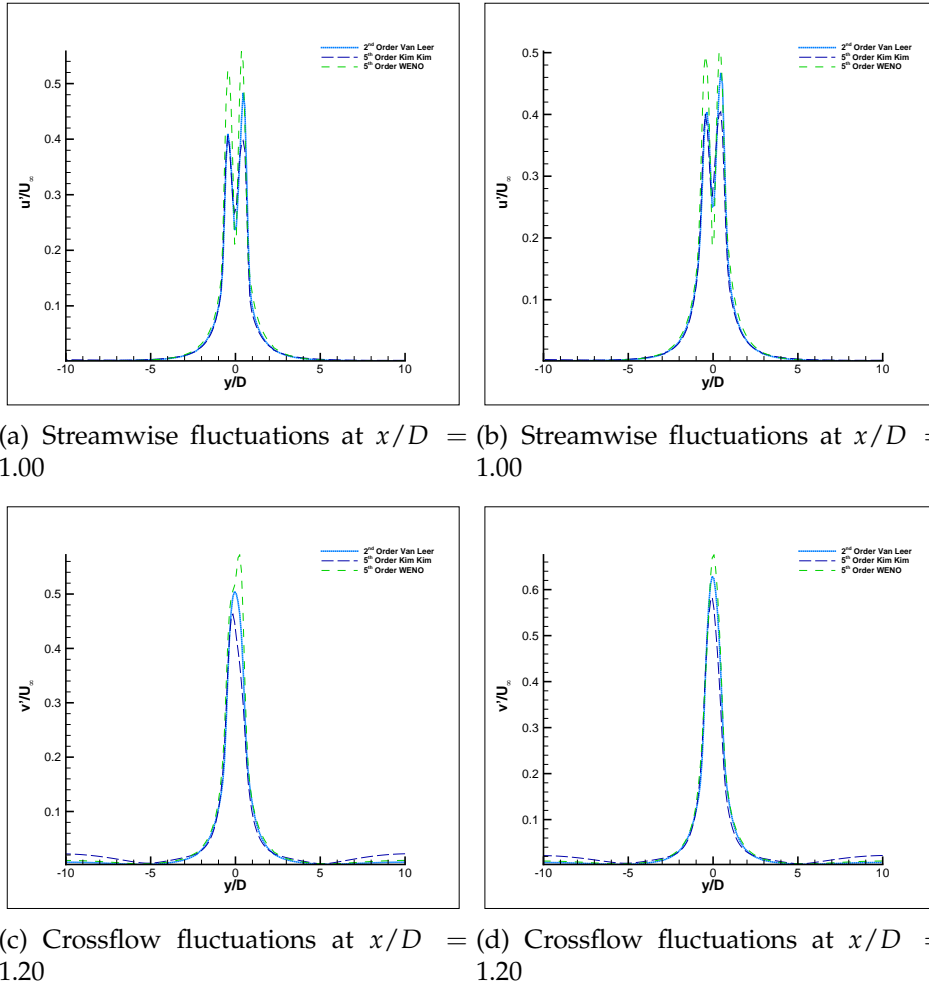 2nd Order Van Leer
5th Order Kim Kim
5th Order WENO
u'/U∞
0.5
0.4
0.3
0.2
0.1
-10 -5 0 5 10
y/D
2nd Order Van Leer
5th Order Kim Kim
5th Order WENO
u'/U∞
0.5
0.4
0.3
0.2
0.1
-10 -5 0 5 10
y/D
(a) Streamwise fluctuations at x/D =
1.00
(b) Streamwise fluctuations at x/D =
1.00
2nd Order Van Leer
5th Order Kim Kim
5th Order WENO
v'/U∞
0.5
0.4
0.3
0.2
0.1
-10 -5 0 5 10
y/D
2nd Order Van Leer
5th Order Kim Kim
5th Order WENO
v'/U∞
0.6
0.5
0.4
0.3
0.2
0.1
-10 -5 0 5 10
y/D
(c) Crossflow fluctuations at x/D =
1.20
(d) Crossflow fluctuations at x/D =
1.20